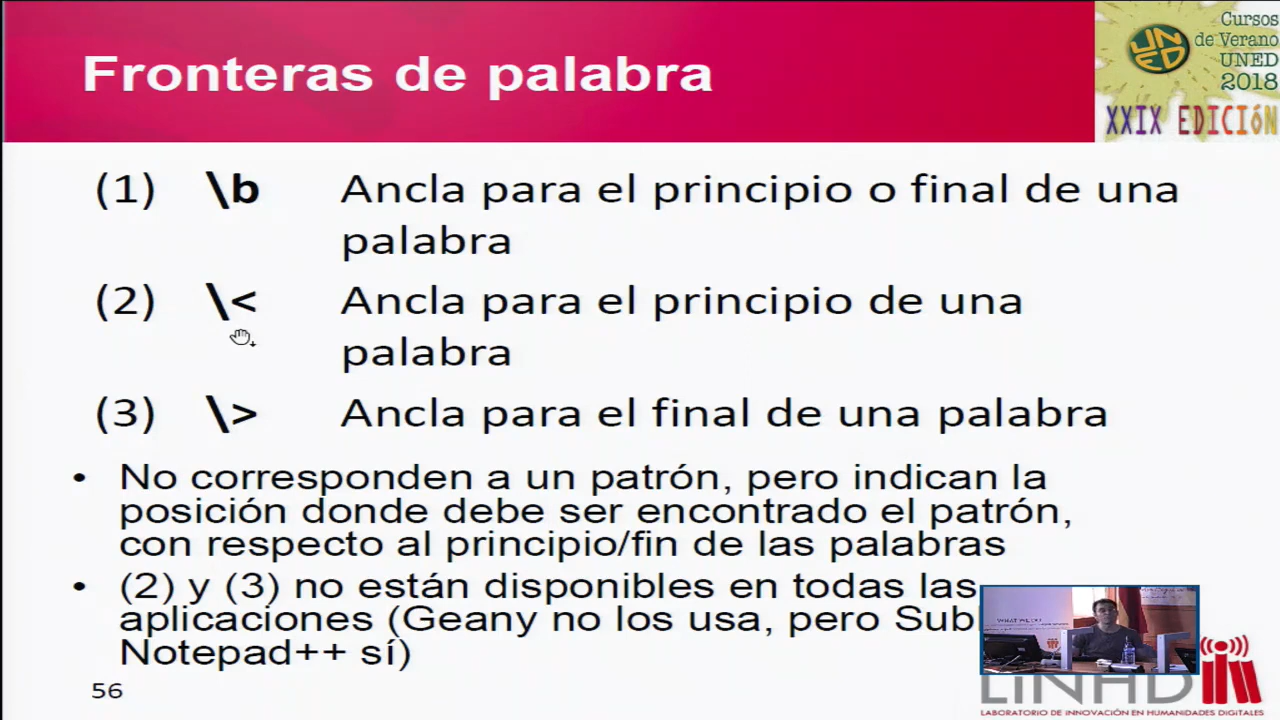 Fronteras de palabra
Cursos
de Verano
UNED
2018
XXIX EDICIÓN
(1) \b Ancla para el principio o final de una
palabra
(2) \< Ancla para el principio de una
palabra
(3) \> Ancla para el final de una palabra
• No corresponden a un patrón, pero indican la
posición donde debe ser encontrado el patrón,
con respecto al principio/fin de las palabras
• (2) y (3) no están disponibles en todas las
aplicaciones (Geany no los usa, pero
Notepad++ sí)
56
LINHD
LABORATORIO DE INNOVACIÓN EN HUMANIDADES DIGITALES